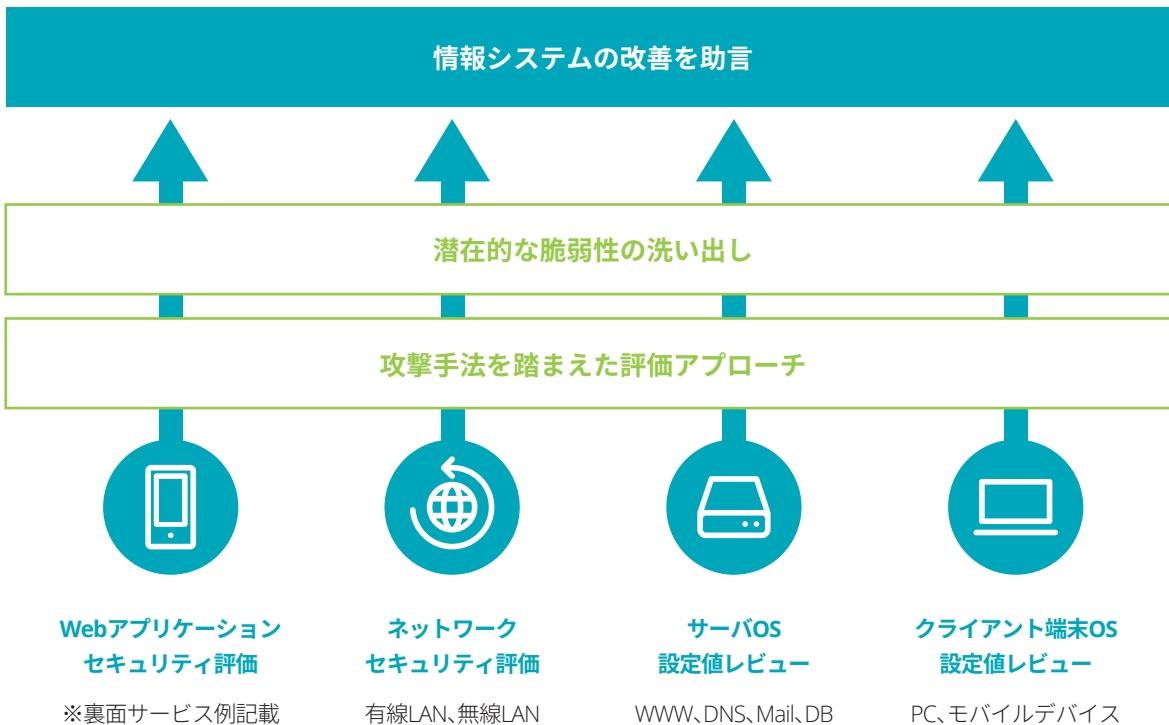 情報システムの改善を助言
潜在的な脆弱性の洗い出し
攻撃手法を踏まえた評価アプローチ
Webアプリケーション
セキュリティ評価
※裏面サービス例記載
ネットワーク
セキュリティ評価
有線LAN、無線LAN
サーバOS
設定値レビュー
WWW、DNS、Mail、DB
クライアント端末OS
設定値レビュー
PC、モバイルデバイス